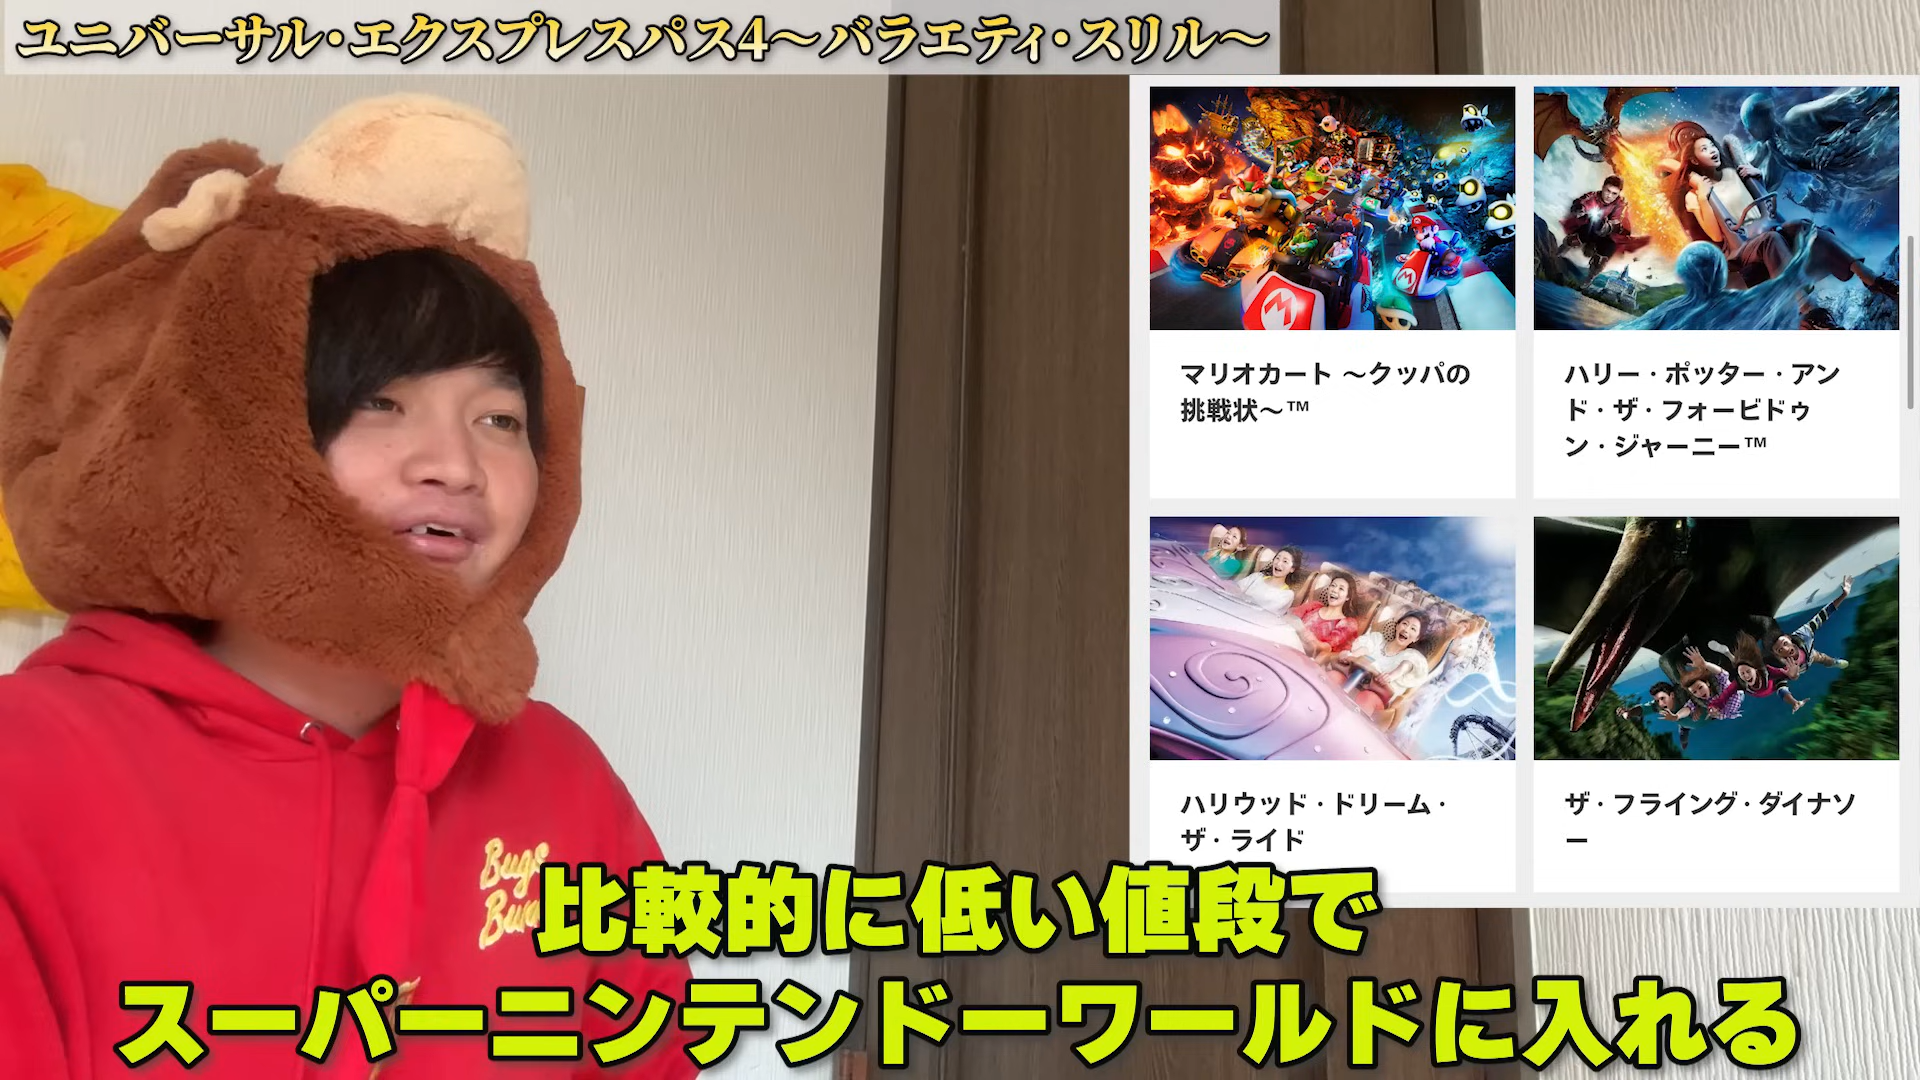 ユニバーサル・エクスプレスパス4〜バラエティ・スリル〜
マリオカート 〜クッパの
挑戦状〜™
ハリー・ポッター・アン
ド・ザ・フォービドゥ
ン・ジャーニー™
ハリウッド・ドリーム・
ザ・ライド
ザ・フライング・ダイナソ
ー
Bugs
比較的に低い値段で
スーパーニンテンドーワールドに入れる